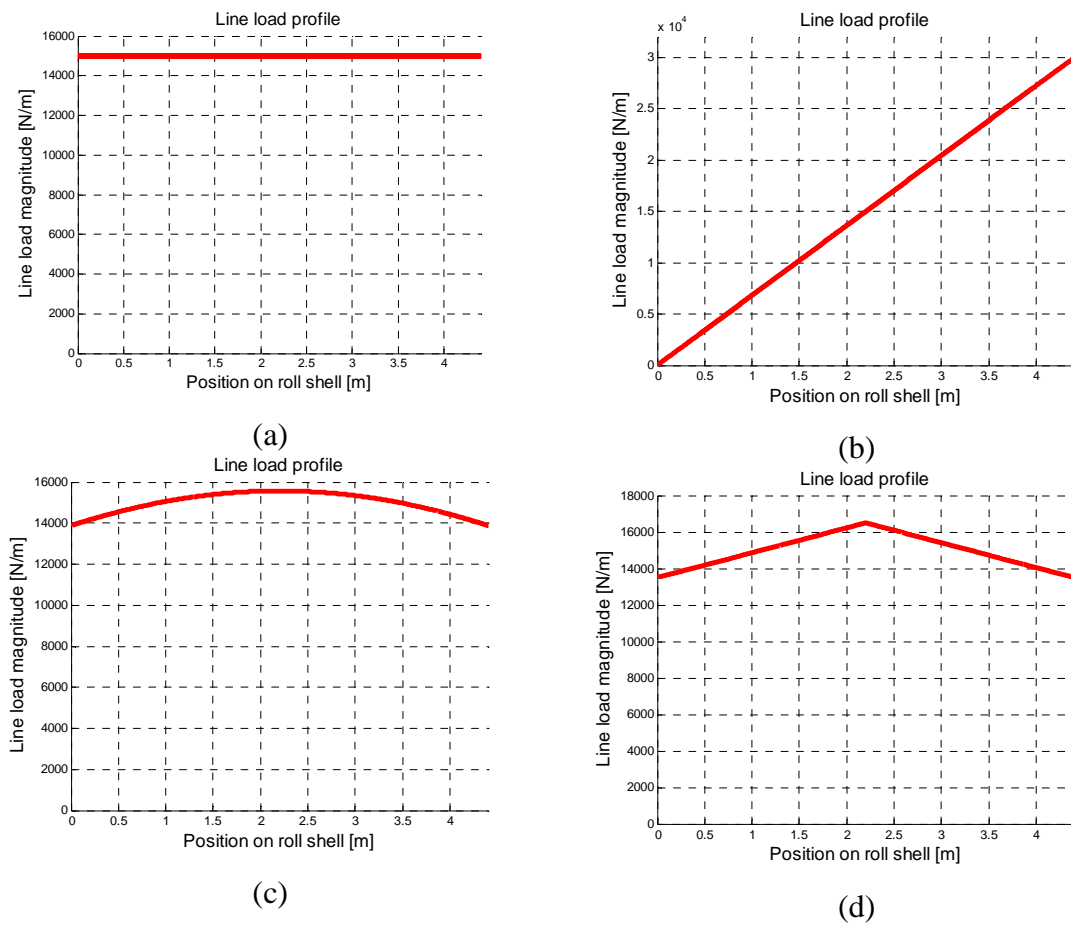 Line load profile
16000
14000
12000
10000
8000
6000
4000
2000
0
Line load magnitude [N/m]
0 0.5 1 1.5 2 2.5 3 3.5 4
Position on roll shell [m]
(a)
Line load profile
x 10^4
3
2.5
2
1.5
1
0.5
0
Line load magnitude [N/m]
0 0.5 1 1.5 2 2.5 3 3.5 4
Position on roll shell [m]
(b)
Line load profile
16000
14000
12000
10000
8000
6000
4000
2000
0
Line load magnitude [N/m]
0 0.5 1 1.5 2 2.5 3 3.5 4
Position on roll shell [m]
(c)
Line load profile
18000
16000
14000
12000
10000
8000
6000
4000
2000
0
Line load magnitude [N/m]
0 0.5 1 1.5 2 2.5 3 3.5 4
Position on roll shell [m]
(d)